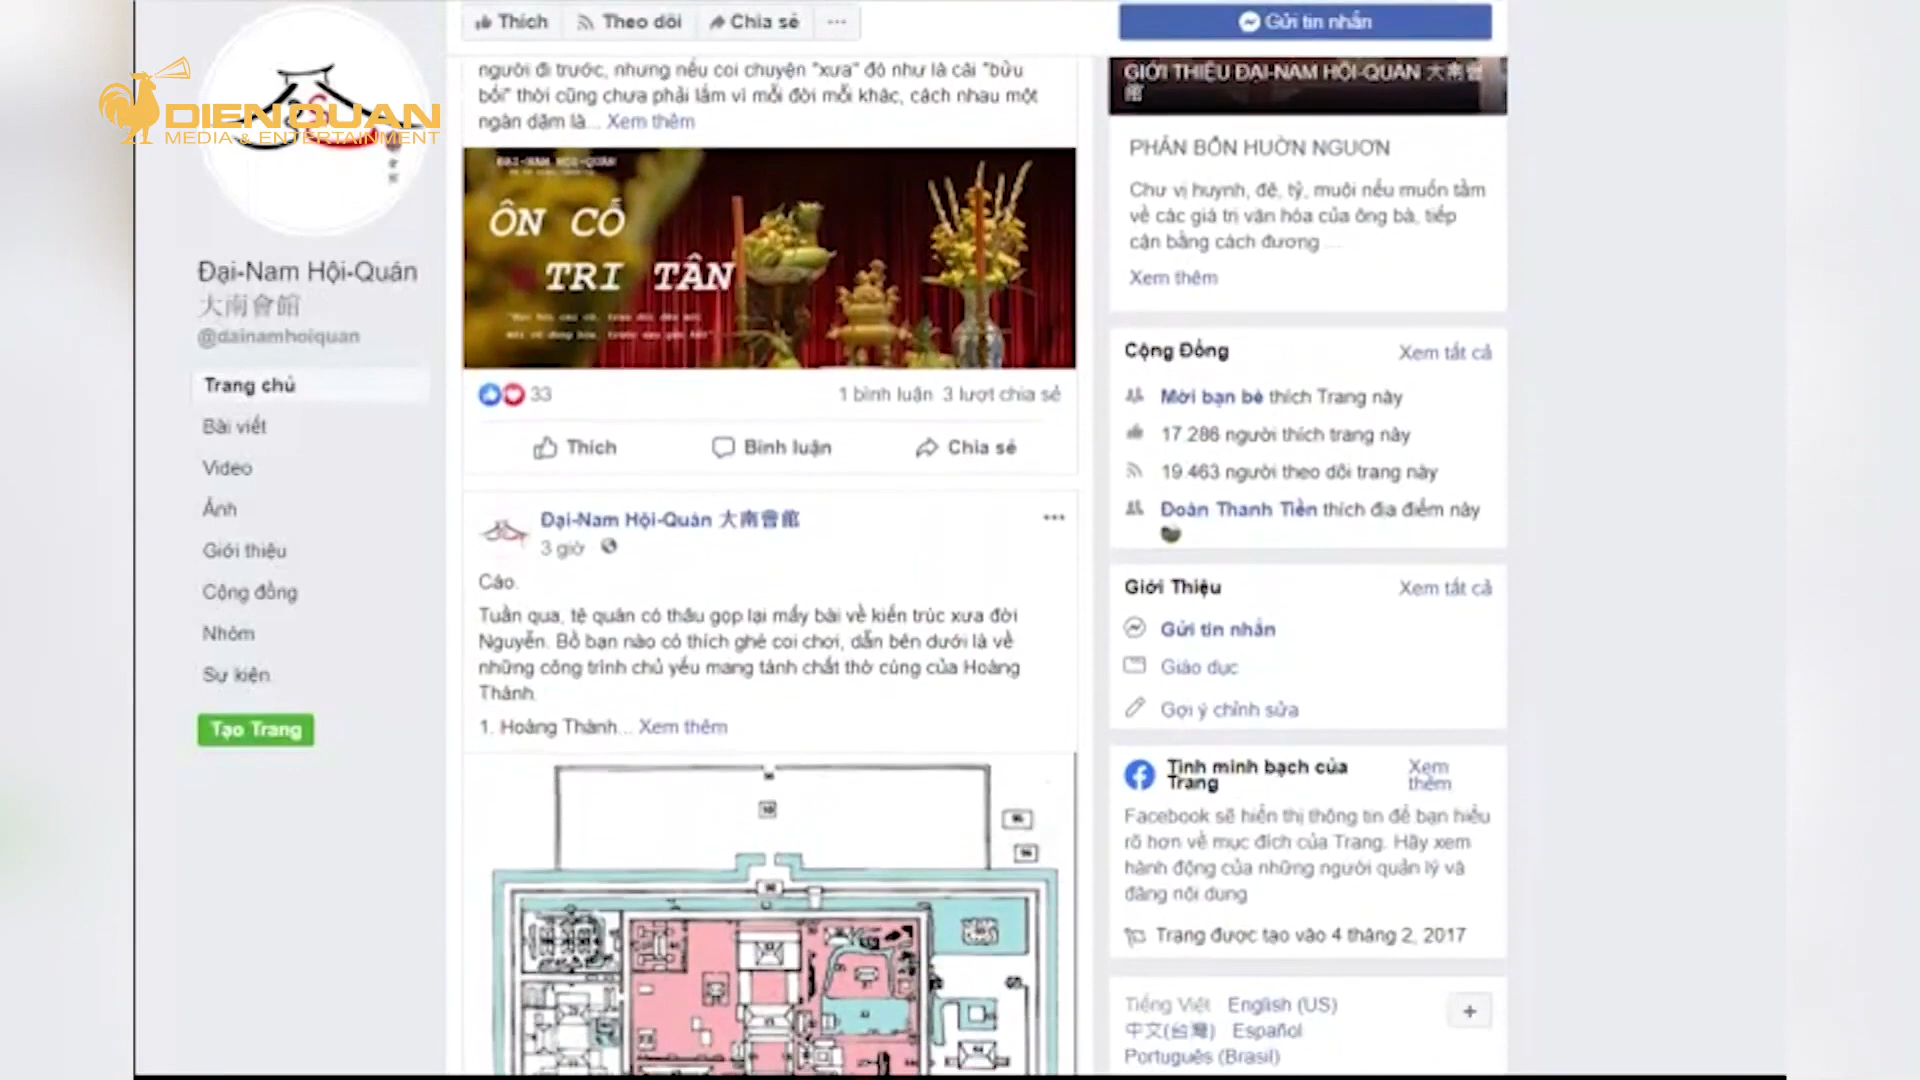 DIENQUAN
MEDIA & ENTERTAINMENT
Đại-Nam Hội-Quán
大南會館
@dainamhoiquan
Trang chủ
Bài viết
Video
Ảnh
Giới thiệu
Cộng đồng
Nhóm
Sự kiện
Tạo Trang
Thích
Theo dõi
Chia sẻ
Gửi tin nhắn
người đi trước, nhưng nếu coi chuyện "xưa" đó như là cái "bửu
bối" thời cũng chưa phải lắm vì mỗi đời mỗi khác, cách nhau một
ngàn dặm là... Xem thêm
ĐẠI-NAM HỘI-QUÁN
ÔN CỐ
TRI TÂN
33
1 bình luận 3 lượt chia sẻ
Thích
Bình luận
Chia sẻ
Đại-Nam Hội-Quán 大南會館
3 giờ
Cáo.
Tuần qua, tệ quán có thâu gọp lại mấy bài về kiến trúc xưa đời
Nguyễn. Bồ bạn nào có thích ghé coi chơi, dẫn bên dưới là về
những công trình chủ yếu mang tánh chất thờ cúng của Hoàng
Thành.
1. Hoàng Thành... Xem thêm
GIỚI THIỆU ĐẠI-NAM HỘI-QUÁN 大南會
館
PHẢN BỔN HUỜN NGUƠN
Chư vị huynh, đệ, tỷ, muội nếu muốn tầm
về các giá trị văn hóa của ông bà, tiếp
cận bằng cách đương ...
Xem thêm
Cộng Đồng
Xem tất cả
Mời bạn bè thích Trang này
17.286 người thích trang này
19.463 người theo dõi trang này
Đoàn Thanh Tiền thích địa điểm này
Giới Thiệu
Xem tất cả
Gửi tin nhắn
Giáo dục
Gợi ý chỉnh sửa
Tính minh bạch của
Trang
Xem
thêm
Facebook sẽ hiển thị thông tin để bạn hiểu
rõ hơn về mục đích của Trang. Hãy xem
hành động của những người quản lý và
đăng nội dung
Trang được tạo vào 4 tháng 2, 2017
Tiếng Việt English (US)
中文(台灣) Español
Português (Brasil)